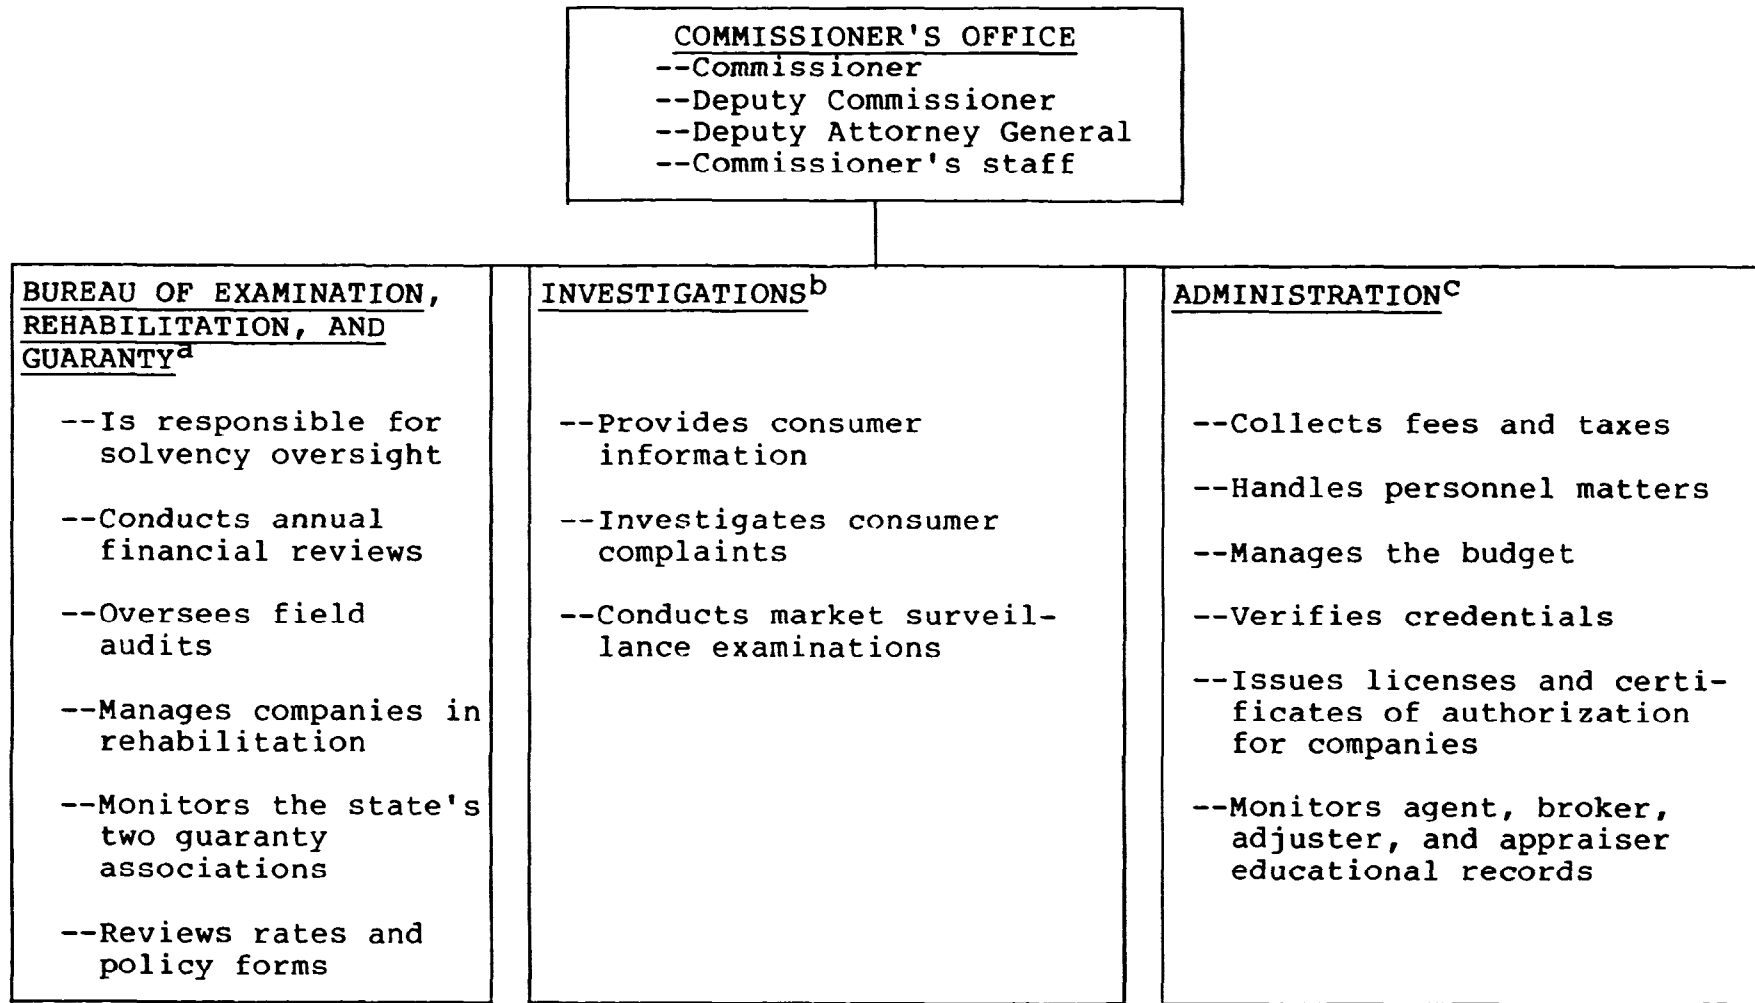 COMMISSIONER'S OFFICE
--Commissioner
--Deputy Commissioner
--Deputy Attorney General
--Commissioner's staff
BUREAU OF EXAMINATION,
REHABILITATION, AND
GUARANTYa
--Is responsible for
solvency oversight
--Conducts annual
financial reviews
--Oversees field
audits
--Manages companies in
rehabilitation
--Monitors the state's
two guaranty
associations
--Reviews rates and
policy forms
INVESTIGATIONSb
--Provides consumer
information
--Investigates consumer
complaints
--Conducts market surveil-
lance examinations
ADMINISTRATIONc
--Collects fees and taxes
--Handles personnel matters
--Manages the budget
--Verifies credentials
--Issues licenses and certi-
ficates of authorization
for companies
--Monitors agent, broker,
adjuster, and appraiser
educational records